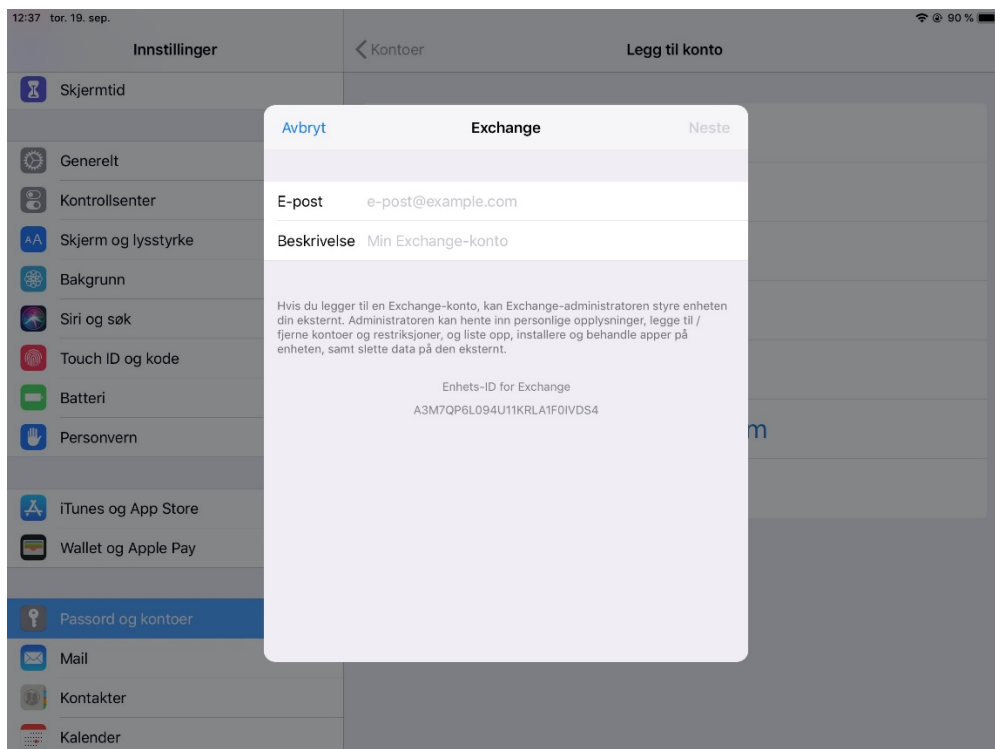 12:37 tor. 19. sep.
90 %
Innstillinger
Kontoer
Legg til konto
Skjermtid
Generelt
Kontrollsenter
AA
Skjerm og lysstyrke
Bakgrunn
Siri og søk
Touch ID og kode
Batteri
Personvern
iTunes og App Store
Wallet og Apple Pay
Passord og kontoer
Mail
Kontakter
Kalender
Avbryt
Exchange
Neste
E-post
e-post@example.com
Beskrivelse
Min Exchange-konto
Hvis du legger til en Exchange-konto, kan Exchange-administratoren styre enheten
din eksternt. Administratoren kan hente inn personlige opplysninger, legge til /
fjerne kontoer og restriksjoner, og liste opp, installere og behandle apper på
enheten, samt slette data på den eksternt.
Enhets-ID for Exchange
A3M7QP6L094U11KRLA1F0IVDS4
m